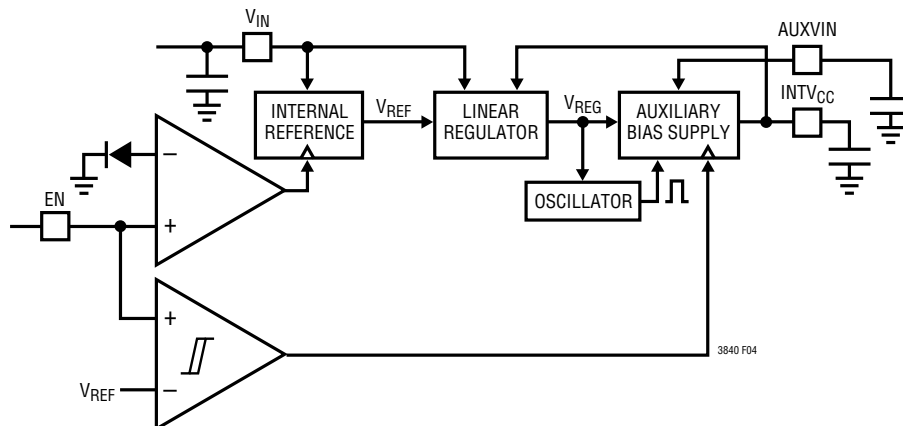 V_IN
AUXVIN
INTV_CC
INTERNAL
REFERENCE
V_REF
LINEAR
REGULATOR
V_REG
AUXILIARY
BIAS SUPPLY
OSCILLATOR
−
EN
+
+
V_REF
−
3840 F04